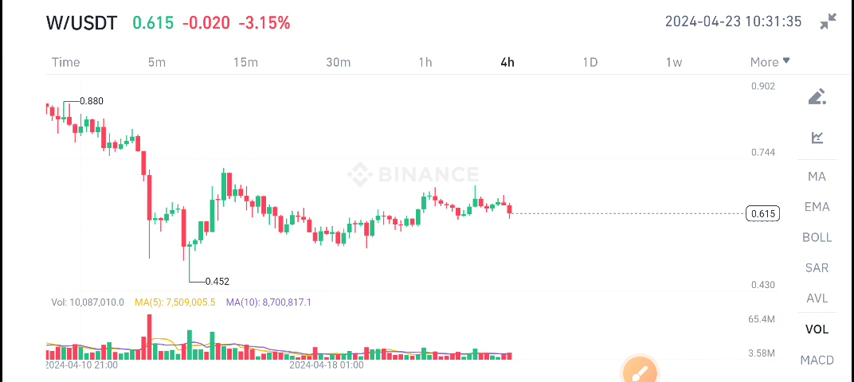 W/USDT 0.615 -0.020 -3.15% 2024-04-23 10:31:35
Time 5m 15m 30m 1h 4h 1D 1w More
0.902
0.880
0.744
BINANCE
MA
0.615
EMA
BOLL
SAR
0.452
0.430
AVL
Vol: 10,087,010.0 MA(5): 7,509,005.5 MA(10): 8,700,817.1
65.4M
VOL
3.58M
MACD
2024-04-10 21:00 2024-04-18 01:00